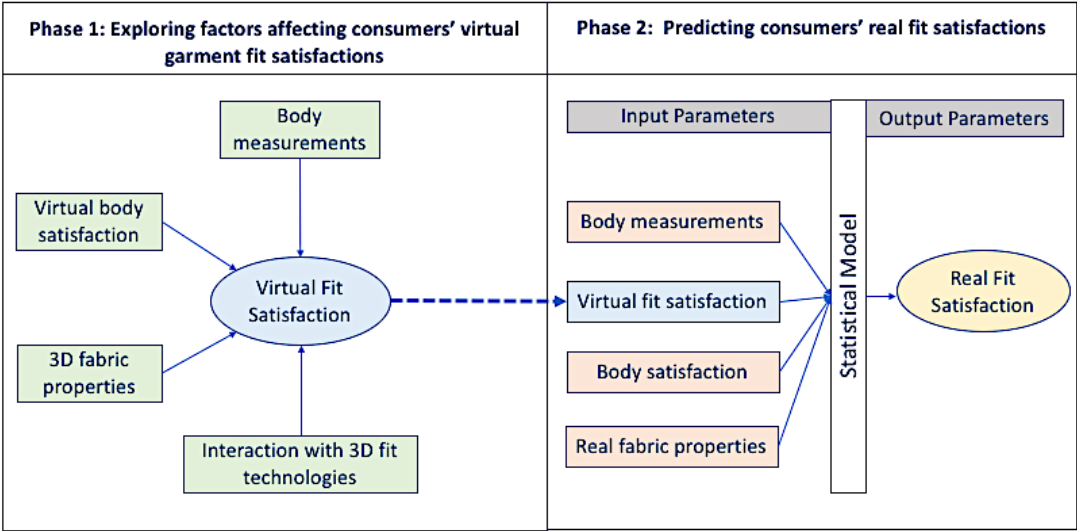 Phase 1: Exploring factors affecting consumers' virtual
garment fit satisfactions
Body
measurements
Virtual body
satisfaction
Virtual Fit
Satisfaction
3D fabric
properties
Interaction with 3D fit
technologies
Phase 2: Predicting consumers' real fit satisfactions
Input Parameters
Output Parameters
Body measurements
Virtual fit satisfaction
Body satisfaction
Real fabric properties
Statistical Model
Real Fit
Satisfaction